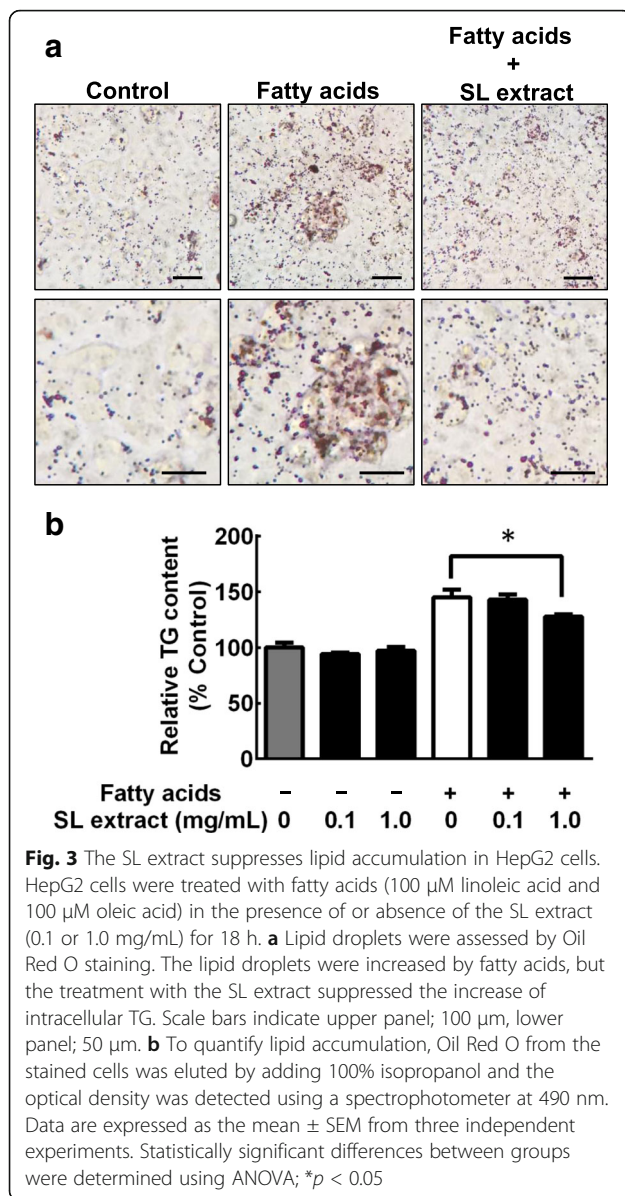 a
Control
Fatty acids
Fatty acids
+
SL extract
b
Relative TG content
(% Control)
200
150
100
50
0
*
Fatty acids – – – + + +
SL extract (mg/mL) 0 0.1 1.0 0 0.1 1.0
Fig. 3 The SL extract suppresses lipid accumulation in HepG2 cells.
HepG2 cells were treated with fatty acids (100 μM linoleic acid and
100 μM oleic acid) in the presence of or absence of the SL extract
(0.1 or 1.0 mg/mL) for 18 h. a Lipid droplets were assessed by Oil
Red O staining. The lipid droplets were increased by fatty acids, but
the treatment with the SL extract suppressed the increase of
intracellular TG. Scale bars indicate upper panel; 100 μm, lower
panel; 50 μm. b To quantify lipid accumulation, Oil Red O from the
stained cells was eluted by adding 100% isopropanol and the
optical density was detected using a spectrophotometer at 490 nm.
Data are expressed as the mean ± SEM from three independent
experiments. Statistically significant differences between groups
were determined using ANOVA; *p < 0.05